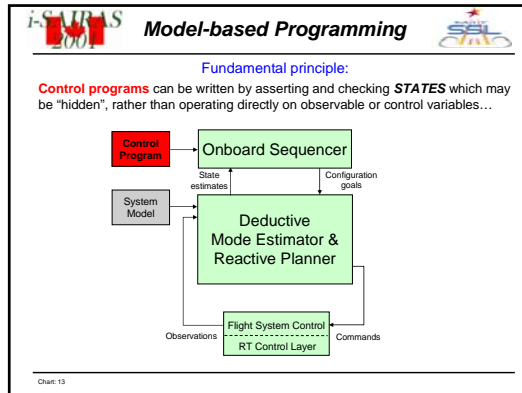 i-SAIRAS
2001
Model-based Programming
SSL
Fundamental principle:
Control programs can be written by asserting and checking STATES which may
be “hidden”, rather than operating directly on observable or control variables…
Control
Program
Onboard Sequencer
State
estimates
Configuration
goals
System
Model
Deductive
Mode Estimator &
Reactive Planner
Flight System Control
Observations
Commands
RT Control Layer
Chart: 13